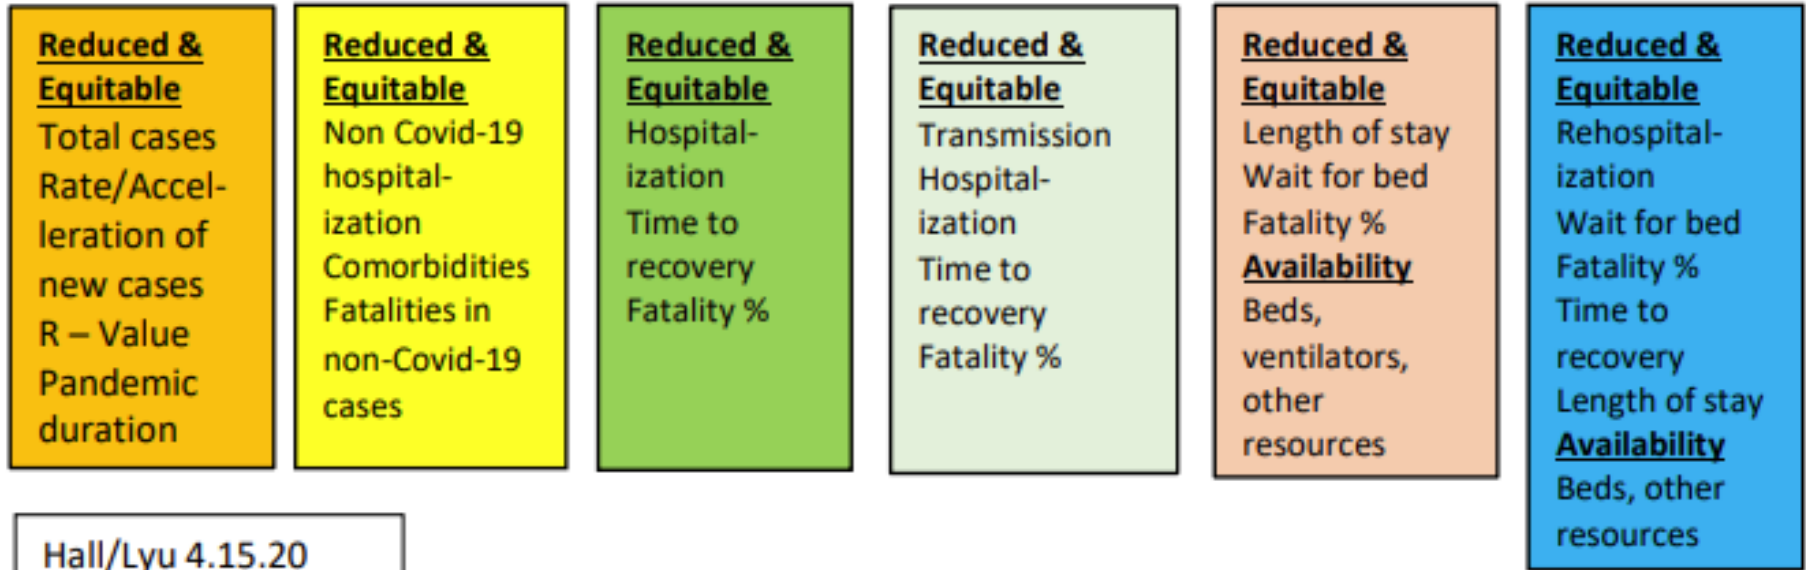 Reduced &
Equitable
Total cases
Rate/Accel-
leration of
new cases
R – Value
Pandemic
duration
Reduced &
Equitable
Non Covid-19
hospital-
ization
Comorbidities
Fatalities in
non-Covid-19
cases
Reduced &
Equitable
Hospital-
ization
Time to
recovery
Fatality %
Reduced &
Equitable
Transmission
Hospital-
ization
Time to
recovery
Fatality %
Reduced &
Equitable
Length of stay
Wait for bed
Fatality %
Availability
Beds,
ventilators,
other
resources
Reduced &
Equitable
Rehospital-
ization
Wait for bed
Fatality %
Time to
recovery
Length of stay
Availability
Beds, other
resources
Hall/Lyu 4.15.20